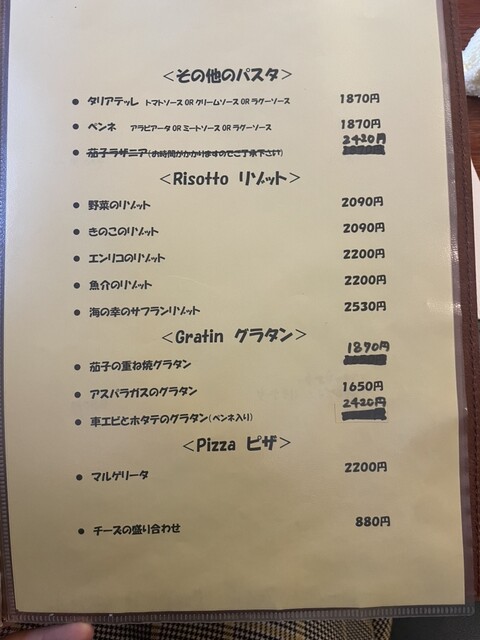 ＜その他のパスタ＞
● タリアテッレ トマトソース OR クリームソース OR ラグーソース 1870円
● ペンネ アラビアータ OR ミートソース OR ラグーソース 1870円
● 茄子ラザニア(お時間がかかりますのでご了承下さい) 2420円
＜Risotto リゾット＞
● 野菜のリゾット 2090円
● きのこのリゾット 2090円
● エンリコのリゾット 2200円
● 魚介のリゾット 2200円
● 海の幸のサフランリゾット 2530円
＜Gratin グラタン＞
● 茄子の重ね焼グラタン 1870円
● アスパラガスのグラタン 1650円
● 車エビとホタテのグラタン(ペンネ入り) 2420円
＜Pizza ピザ＞
● マルゲリータ 2200円
● チーズの盛り合わせ 880円